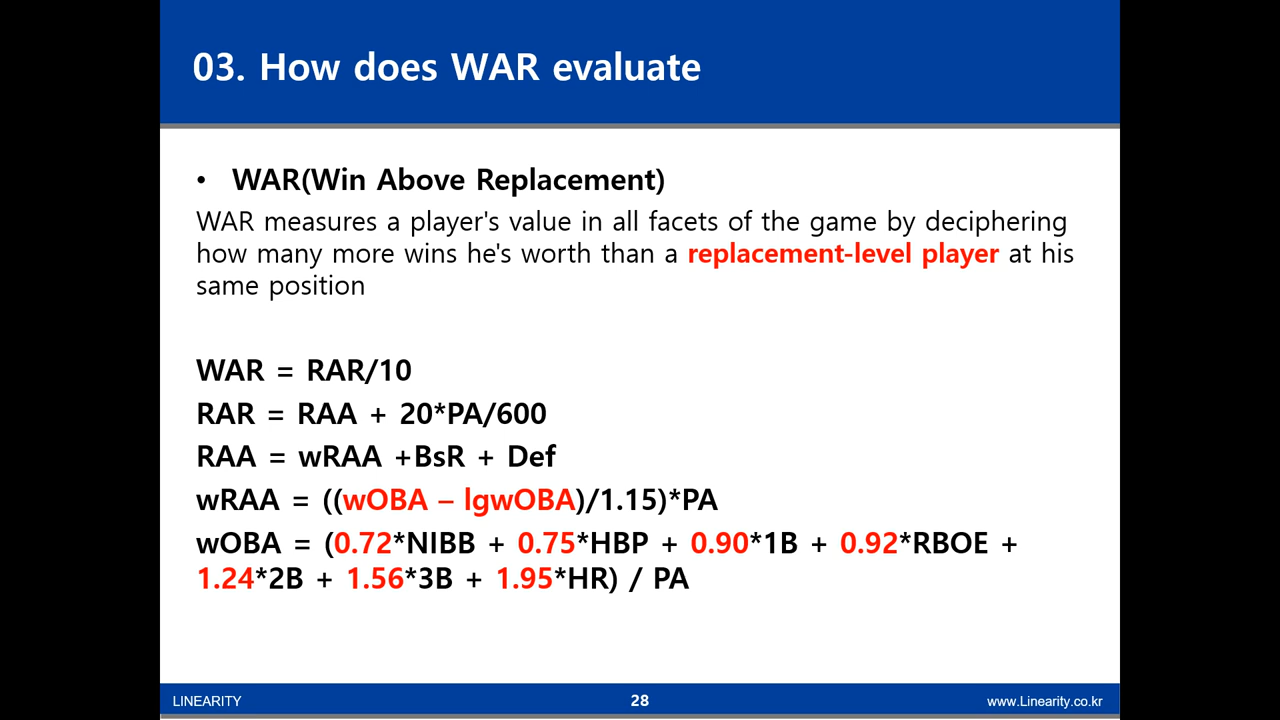 03. How does WAR evaluate
• WAR(Win Above Replacement)
WAR measures a player's value in all facets of the game by deciphering
how many more wins he's worth than a replacement-level player at his
same position
WAR = RAR/10
RAR = RAA + 20*PA/600
RAA = wRAA +BsR + Def
wRAA = ((wOBA – lgwOBA)/1.15)*PA
wOBA = (0.72*NIBB + 0.75*HBP + 0.90*1B + 0.92*RBOE +
1.24*2B + 1.56*3B + 1.95*HR) / PA
LINEARITY
28
www.Linearity.co.kr